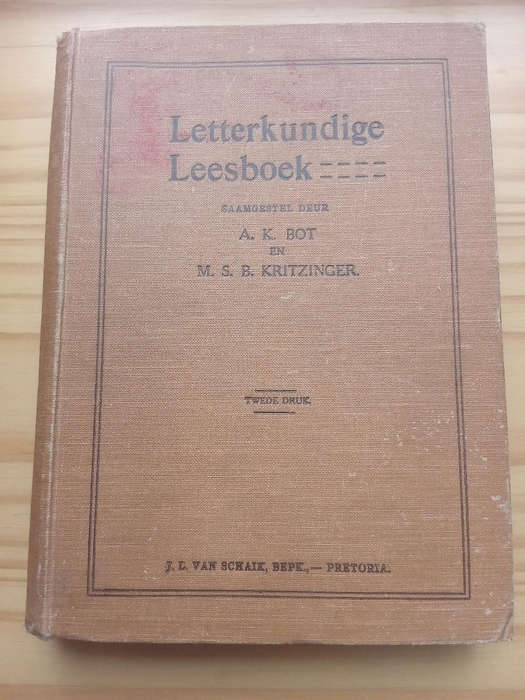 Letterkundige
Leesboek
SAAMGESTEL DEUR
A. K. BOT
EN
M. S. B. KRITZINGER.
TWEDE DRUK.
J. L. VAN SCHAIK, BEPK.,— PRETORIA.